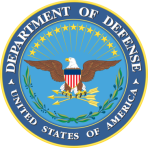 DEPARTMENT OF DEFENSE
UNITED STATES OF AMERICA